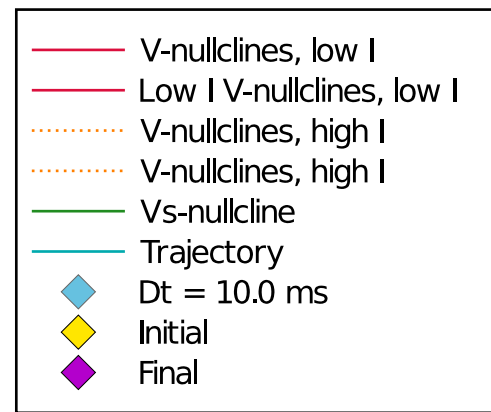 V-nullclines, low I
Low I V-nullclines, low I
V-nullclines, high I
V-nullclines, high I
Vs-nullcline
Trajectory
Dt = 10.0 ms
Initial
Final